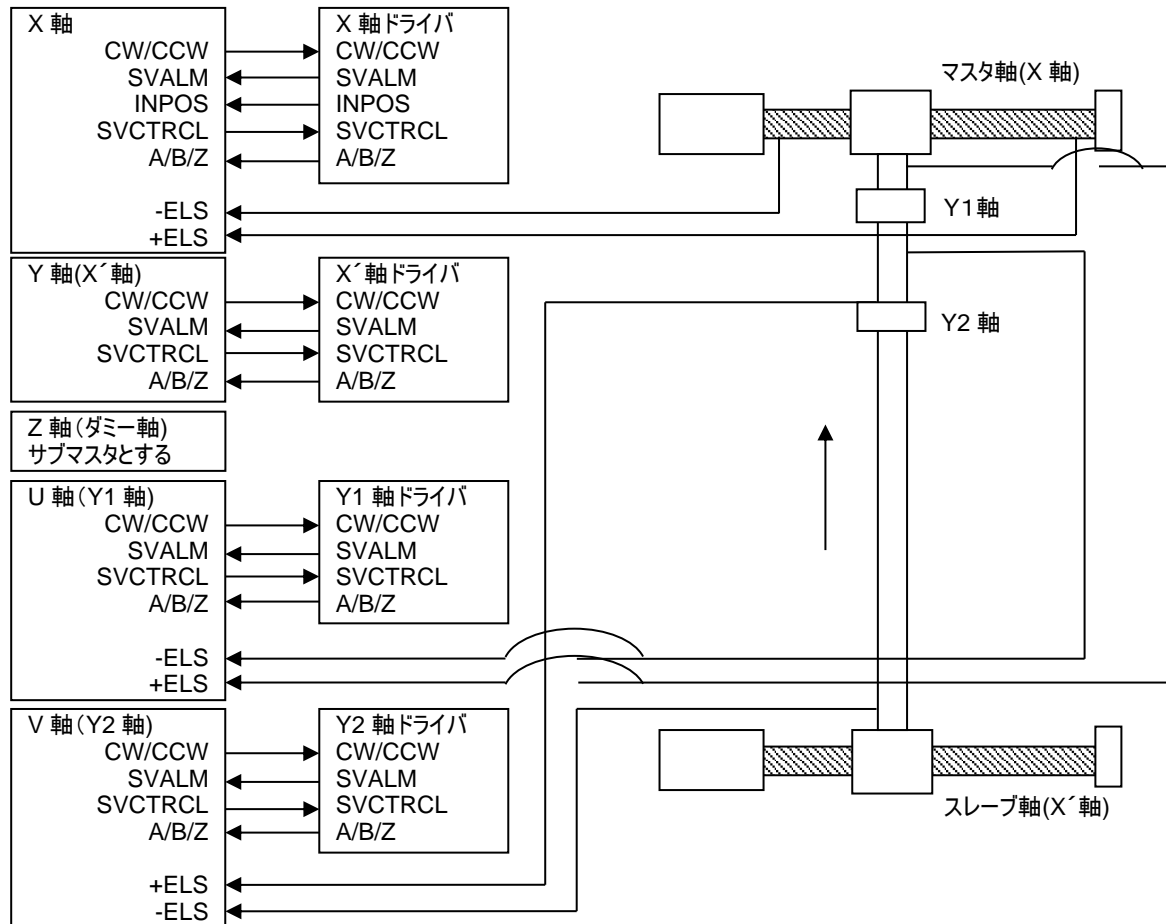 X 軸
CW/CCW
SVALM
INPOS
SVCTRCL
A/B/Z
-ELS
+ELS
X 軸ドライバ
CW/CCW
SVALM
INPOS
SVCTRCL
A/B/Z
マスタ軸(X 軸)
Y1軸
Y2 軸
Y 軸(X´軸)
CW/CCW
SVALM
SVCTRCL
A/B/Z
X´軸ドライバ
CW/CCW
SVALM
SVCTRCL
A/B/Z
Z 軸(ダミー軸)
サブマスタとする
U 軸(Y1 軸)
CW/CCW
SVALM
SVCTRCL
A/B/Z
-ELS
+ELS
Y1 軸ドライバ
CW/CCW
SVALM
SVCTRCL
A/B/Z
V 軸(Y2 軸)
CW/CCW
SVALM
SVCTRCL
A/B/Z
+ELS
-ELS
Y2 軸ドライバ
CW/CCW
SVALM
SVCTRCL
A/B/Z
スレーブ軸(X´軸)